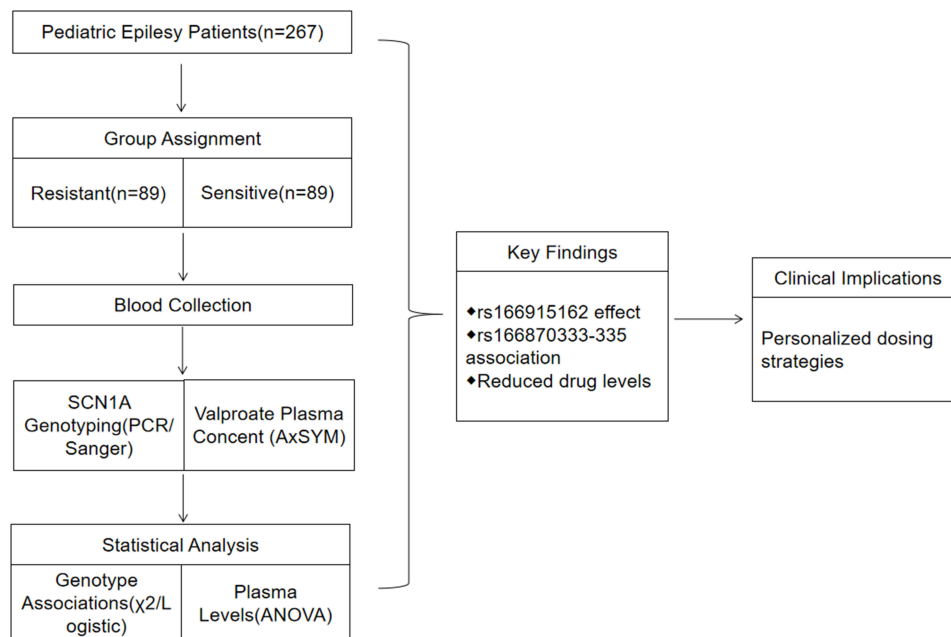 Pediatric Epilesy Patients(n=267)
Group Assignment
Resistant(n=89)
Sensitive(n=89)
Blood Collection
SCN1A
Genotyping(PCR/
Sanger)
Valproate Plasma
Concent (AxSYM)
Statistical Analysis
Genotype
Associations(χ2/L
ogistic)
Plasma
Levels(ANOVA)
Key Findings
◆rs166915162 effect
◆rs166870333-335
association
◆Reduced drug levels
Clinical Implications
Personalized dosing
strategies